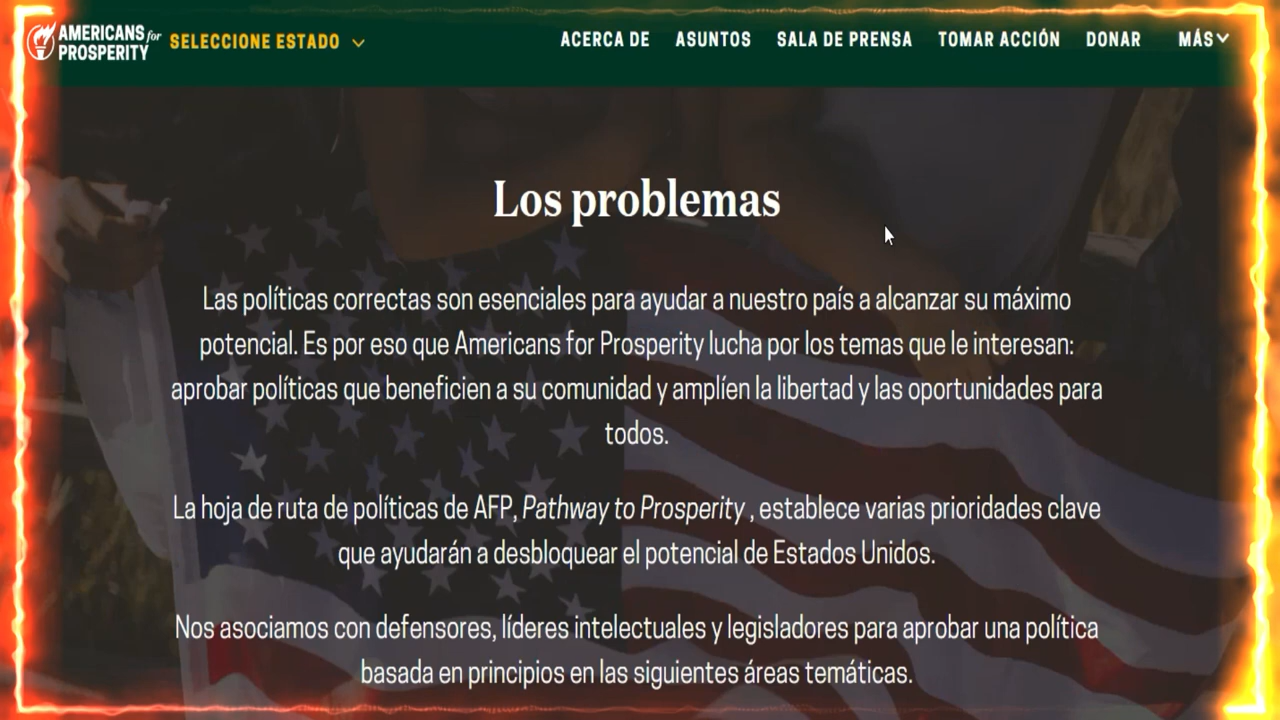 AMERICANS for
PROSPERITY
SELECCIONE ESTADO
ACERCA DE
ASUNTOS
SALA DE PRENSA
TOMAR ACCIÓN
DONAR
MÁS
Los problemas
Las políticas correctas son esenciales para ayudar a nuestro país a alcanzar su máximo
potencial. Es por eso que Americans for Prosperity lucha por los temas que le interesan:
aprobar políticas que beneficien a su comunidad y amplíen la libertad y las oportunidades para
todos.
La hoja de ruta de políticas de AFP, Pathway to Prosperity , establece varias prioridades clave
que ayudarán a desbloquear el potencial de Estados Unidos.
Nos asociamos con defensores, líderes intelectuales y legisladores para aprobar una política
basada en principios en las siguientes áreas temáticas.